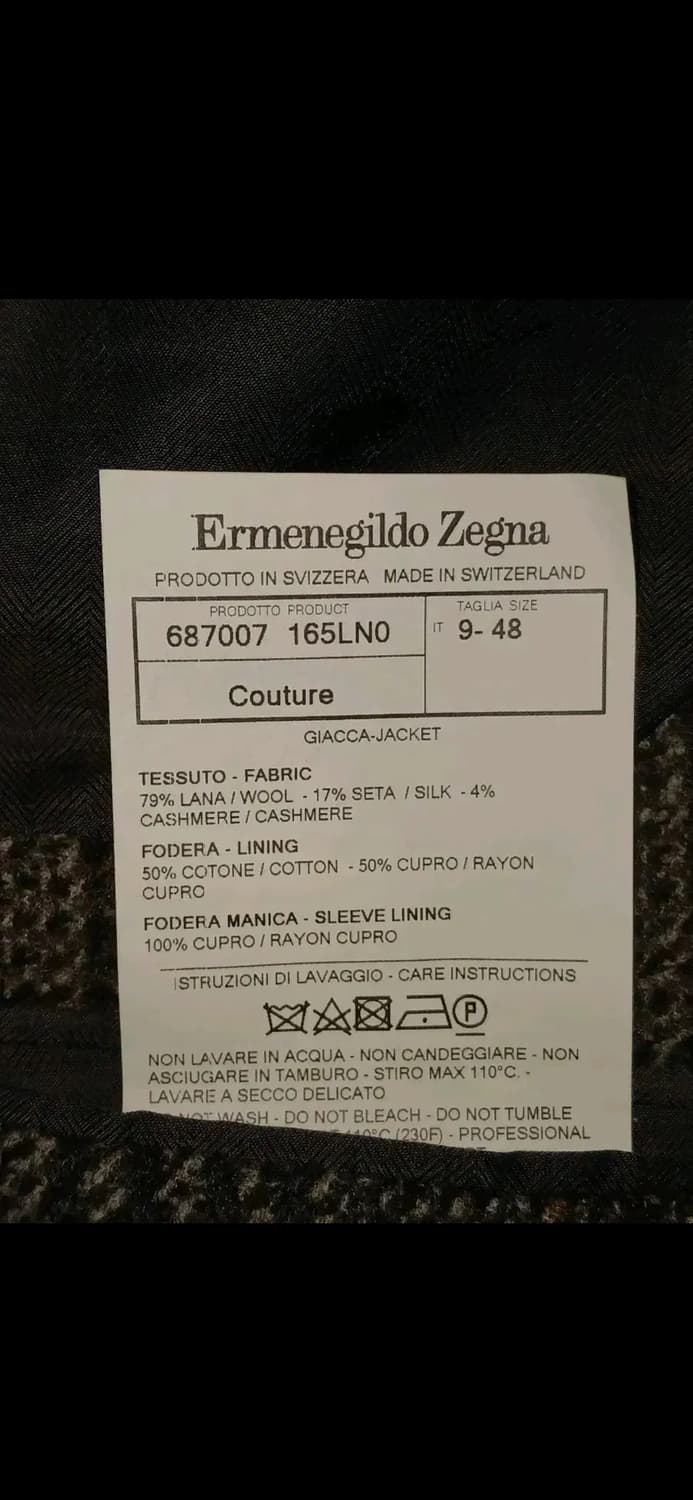 Ermenegildo Zegna
PRODOTTO IN SVIZZERA MADE IN SWITZERLAND
PRODOTTO PRODUCT
687007 165LN0
TAGLIA SIZE
IT 9- 48
Couture
GIACCA-JACKET
TESSUTO - FABRIC
79% LANA / WOOL - 17% SETA / SILK - 4%
CASHMERE / CASHMERE
FODERA - LINING
50% COTONE / COTTON - 50% CUPRO / RAYON
CUPRO
FODERA MANICA - SLEEVE LINING
100% CUPRO / RAYON CUPRO
ISTRUZIONI DI LAVAGGIO - CARE INSTRUCTIONS
P
NON LAVARE IN ACQUA - NON CANDEGGIARE - NON
ASCIUGARE IN TAMBURO - STIRO MAX 110°C. -
LAVARE A SECCO DELICATO
NOT WASH - DO NOT BLEACH - DO NOT TUMBLE
110°C (230F) - PROFESSIONAL